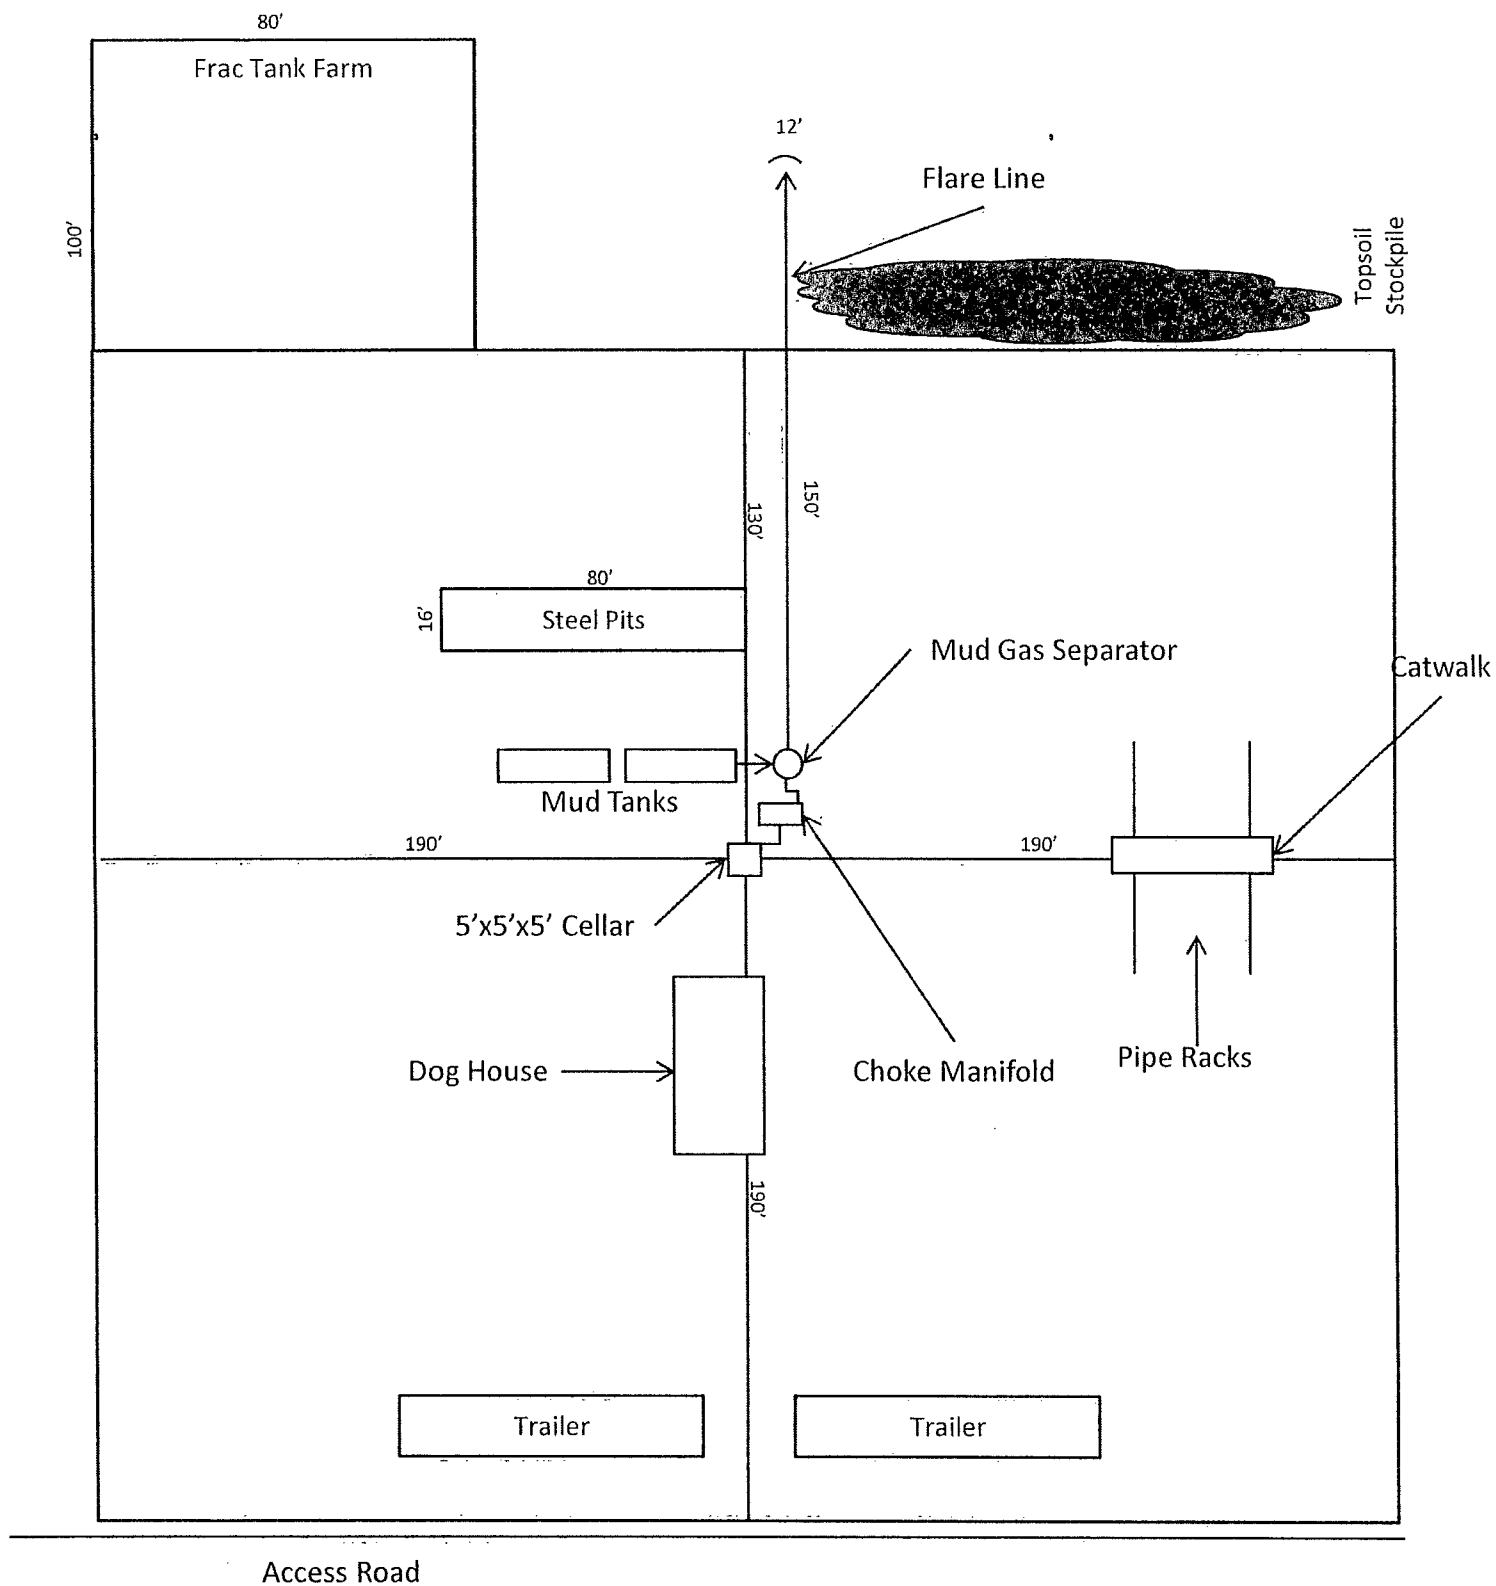 80’
Frac Tank Farm
12’
Flare Line
100’
Topsoil
Stockpile
150’
130’
80’
16’
Steel Pits
Mud Gas Separator
Catwalk
Mud Tanks
190’
190’
5’x5’x5’ Cellar
Dog House
Choke Manifold
Pipe Racks
190’
Trailer
Trailer
Access Road